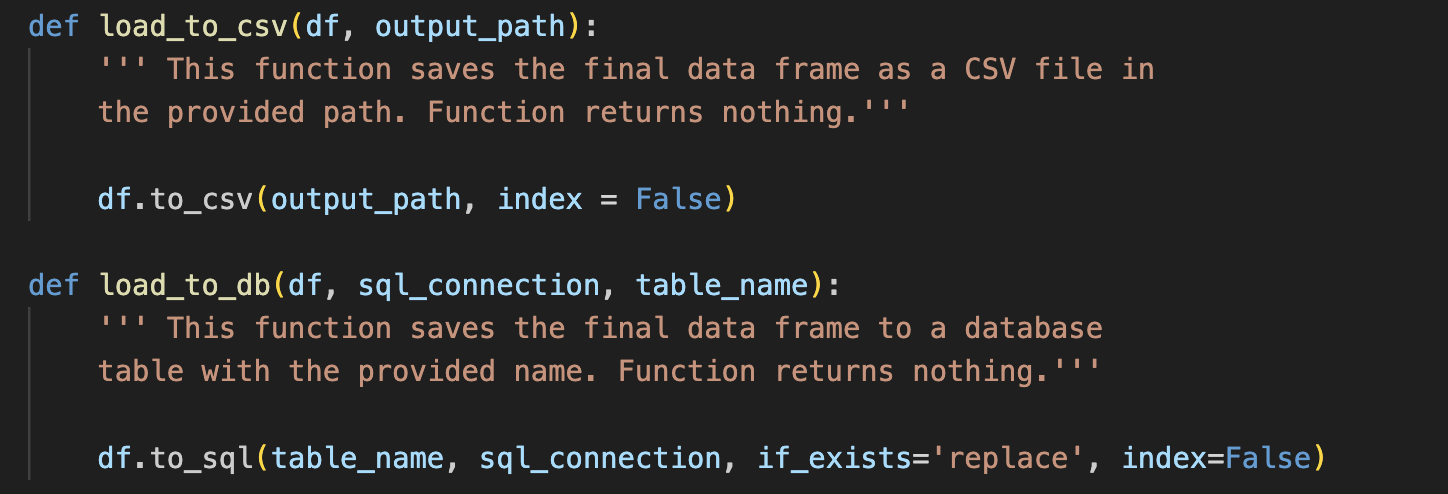 def load_to_csv(df, output_path):
    ''' This function saves the final data frame as a CSV file in
    the provided path. Function returns nothing.'''

    df.to_csv(output_path, index = False)

def load_to_db(df, sql_connection, table_name):
    ''' This function saves the final data frame to a database
    table with the provided name. Function returns nothing.'''

    df.to_sql(table_name, sql_connection, if_exists='replace', index=False)